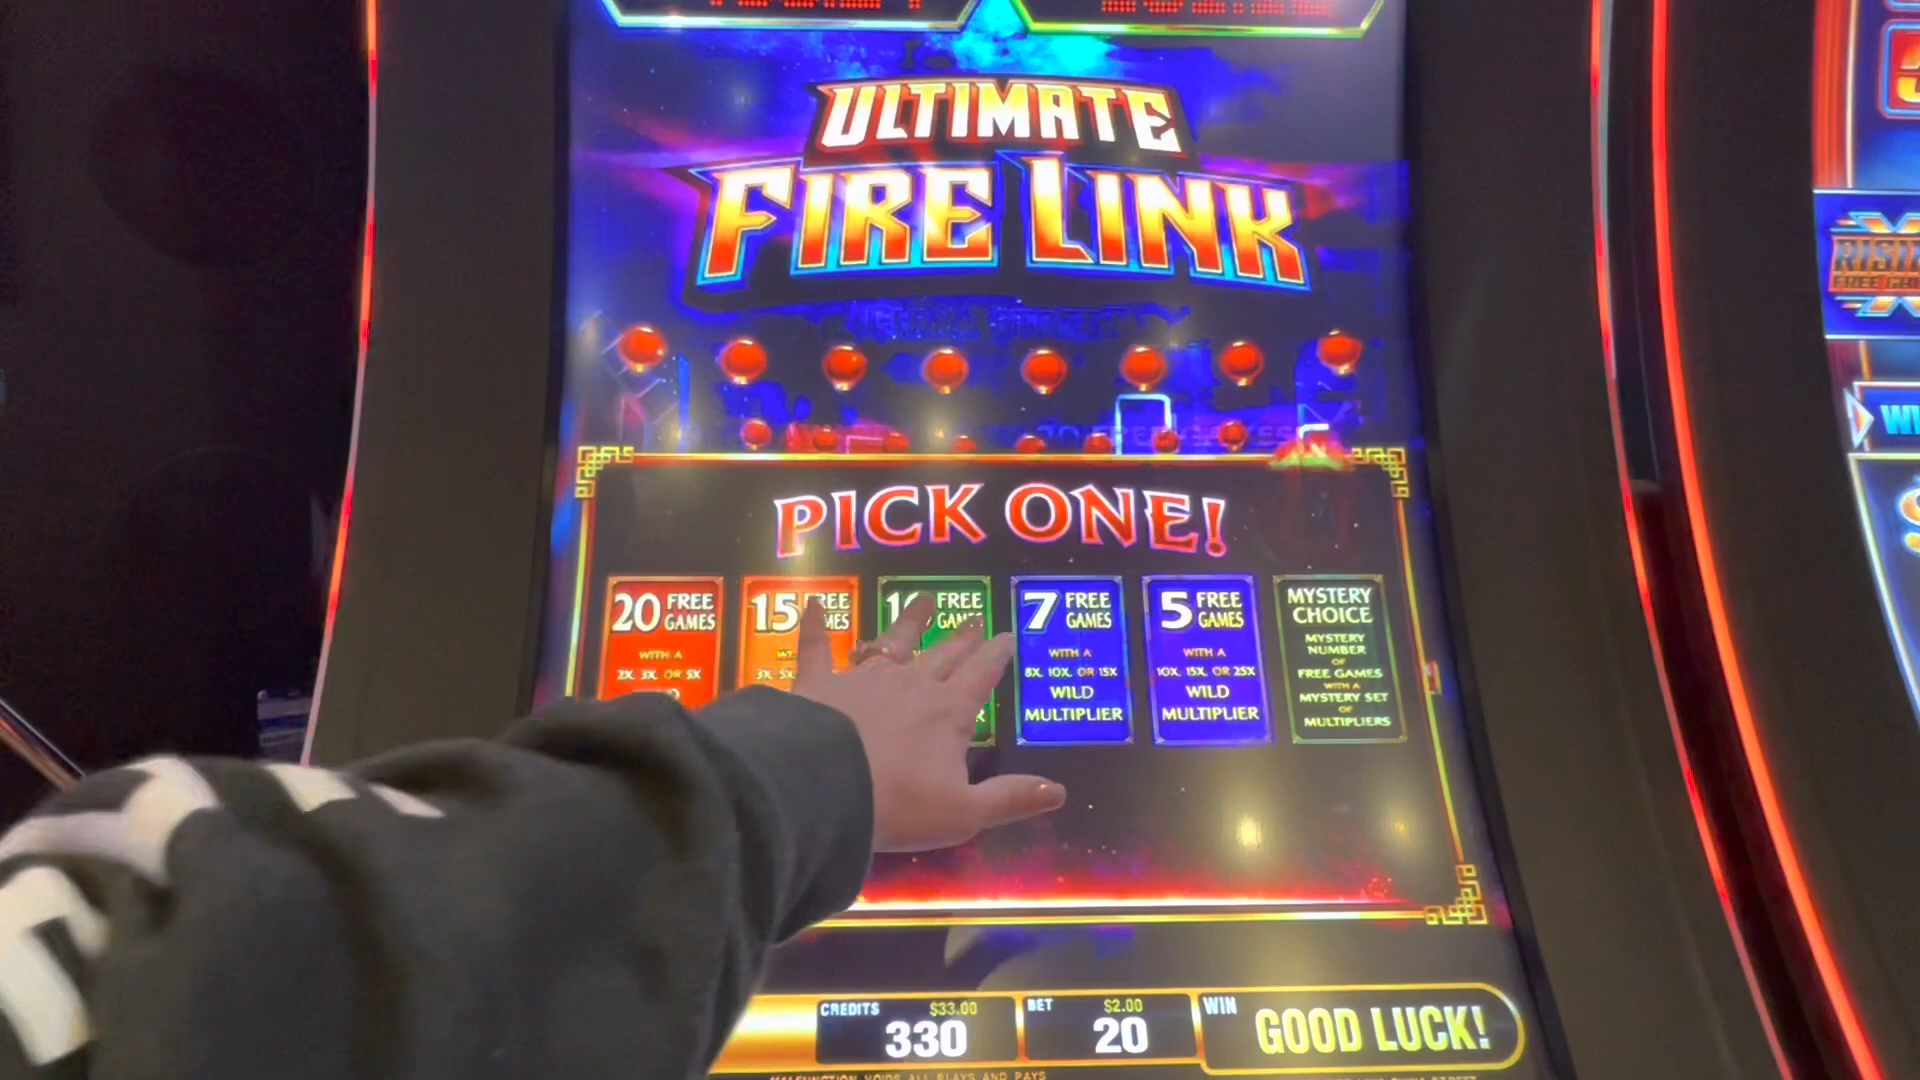 ULTIMATE
FIRE LINK
PICK ONE!
20 FREE GAMES
WITH A
2X, 3X, OR 5X
15
3X, 5X
FREE
7 FREE GAMES
WITH A
8X, 10X, OR 15X
WILD
MULTIPLIER
5 FREE GAMES
WITH A
10X, 15X, OR 25X
WILD
MULTIPLIER
MYSTERY
CHOICE
MYSTERY
NUMBER
OF
FREE GAMES
WITH A
MYSTERY SET
OF
MULTIPLIERS
CREDITS $33.00
330
BET $2.00
20
WIN
GOOD LUCK!
MALFUNCTION VOIDS ALL PLAYS AND PAYS